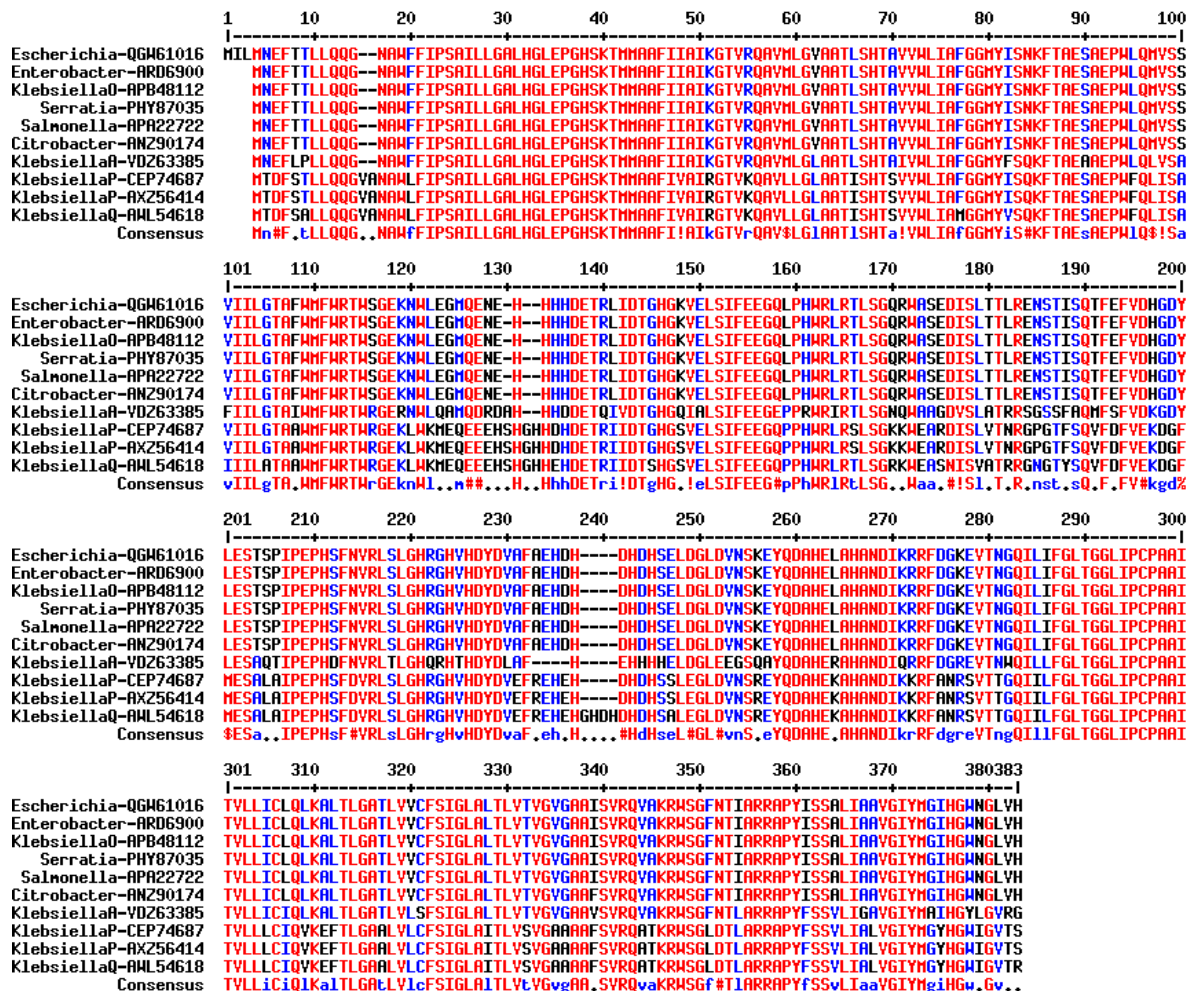 1 10 20 30 40 50 60 70 80 90 100
|--------+---------+---------+---------+---------+---------+---------+---------+---------+---------|
Escherichia-QGW61016 MILMNEFTTLLQQG--NAWFFIPSAILLGALHGLEPGHSKTMMAAFIIAIKGTVRQAVMLGVAATLSHTAVVWLIAFGGMYISNKFTAESAEPWLQMVSS
Enterobacter-ARD6900 MNEFTTLLQQG--NAWFFIPSAILLGALHGLEPGHSKTMMAAFIIAIKGTVRQAVMLGVAATLSHTAVVWLIAFGGMYISNKFTAESAEPWLQMVSS
KlebsiellaO-APB48112 MNEFTTLLQQG--NAWFFIPSAILLGALHGLEPGHSKTMMAAFIIAIKGTVRQAVMLGVAATLSHTAVVWLIAFGGMYISNKFTAESAEPWLQMVSS
Serratia-PHY87035 MNEFTTLLQQG--NAWFFIPSAILLGALHGLEPGHSKTMMAAFIIAIKGTVRQAVMLGVAATLSHTAVVWLIAFGGMYISNKFTAESAEPWLQMVSS
Salmonella-APA22722 MNEFTTLLQQG--NAWFFIPSAILLGALHGLEPGHSKTMMAAFIIAIKGTVRQAVMLGVAATLSHTAVVWLIAFGGMYISNKFTAESAEPWLQMVSS
Citrobacter-ANZ90174 MNEFTTLLQQG--NAWFFIPSAILLGALHGLEPGHSKTMMAAFIIAIKGTVRQAVMLGVAATLSHTAVVWLIAFGGMYISNKFTAESAEPWLQMVSS
KlebsiellaA-VDZ63385 MNEFLPLLQQG--NAWFFIPSAILLGALHGLEPGHSKTMMAAFIIAIKGTVRQAVMLGLAATLSHTAIVWLIAFGGMYFSQKFTAEAAEPWLQLVSA
KlebsiellaP-CEP74687 MTDFSTLLQQGVANAWLFIPSAILLGALHGLEPGHSKTMMAAFIVAIRGTVKQAVLLGLAATISHTSVVWLIAFGGMYISQKFTAESAEPWFQLISA
KlebsiellaP-AXZ56414 MTDFSTLLQQGVANAWLFIPSAILLGALHGLEPGHSKTMMAAFIVAIRGTVKQAVLLGLAATISHTSVVWLIAFGGMYISQKFTAESAEPWFQLISA
KlebsiellaQ-AWL54618 MTDFSALLQQGVANAWLFIPSAILLGALHGLEPGHSKTMMAAFIVAIRGTVKQAVLLGLAATISHTSVVWLIAMGGMYVSQKFTAESAEPWFQLISA
Consensus Mn#F.tLLQQG..NAWfFIPSAILLGALHGLEPGHSKTMMAAFI!AIkGTVrQAV$LGlAATlSHTa!VWLIAfGGMYiS#KFTAEsAEPWlQ$!Sa
101 110 120 130 140 150 160 170 180 190 200
|--------+---------+---------+---------+---------+---------+---------+---------+---------+---------|
Escherichia-QGW61016 VIILGTAFWMFWRTWSGEKNWLEGMQENE-H--HHHDETRLIDTGHGKVELSIFEEGQLPHWRLRTLSGQRWASEDISLTTLRENSTISQTFEFVDHGDY
Enterobacter-ARD6900 VIILGTAFWMFWRTWSGEKNWLEGMQENE-H--HHHDETRLIDTGHGKVELSIFEEGQLPHWRLRTLSGQRWASEDISLTTLRENSTISQTFEFVDHGDY
KlebsiellaO-APB48112 VIILGTAFWMFWRTWSGEKNWLEGMQENE-H--HHHDETRLIDTGHGKVELSIFEEGQLPHWRLRTLSGQRWASEDISLTTLRENSTISQTFEFVDHGDY
Serratia-PHY87035 VIILGTAFWMFWRTWSGEKNWLEGMQENE-H--HHHDETRLIDTGHGKVELSIFEEGQLPHWRLRTLSGQRWASEDISLTTLRENSTISQTFEFVDHGDY
Salmonella-APA22722 VIILGTAFWMFWRTWSGEKNWLEGMQENE-H--HHHDETRLIDTGHGKVELSIFEEGQLPHWRLRTLSGQRWASEDISLTTLRENSTISQTFEFVDHGDY
Citrobacter-ANZ90174 VIILGTAFWMFWRTWSGEKNWLEGMQENE-H--HHHDETRLIDTGHGKVELSIFEEGQLPHWRLRTLSGQRWASEDISLTTLRENSTISQTFEFVDHGDY
KlebsiellaA-VDZ63385 FIILGTAIWMFWRTWRGERNWLQAMQDRDAH--HHDDETQIVDTGHGQIALSIFEEGEPPRWRIRTLSGNQWAAGDVSLATRRSGSSFAQMFSFVDKGDY
KlebsiellaP-CEP74687 VIILGTAAWMFWRTWRGEKLWKMEQEEEHSHGHHDHDETRIIDTGHGSVELSIFEEGQPPHWRLRSLSGKKWEARDISLVTNRGPGTFSQVFDFVEKDGF
KlebsiellaP-AXZ56414 VIILGTAAWMFWRTWRGEKLWKMEQEEEHSHGHHDHDETRIIDTGHGSVELSIFEEGQPPHWRLRSLSGKKWEARDISLVTNRGPGTFSQVFDFVEKDGF
KlebsiellaQ-AWL54618 IIILATAAWMFWRTWRGEKLWKMEQEEEHSHGHHEHDETRIIDTSHGSVELSIFEEGQPPHWRLRTLSGRKWEASNISVATRRGNGTYSQVFDFVEKDGF
Consensus vIILgTA.WMFWRTWrGEknWl..m##...H..HhhDETri!DTgHG.!eLSIFEEG#pPhWRlRtLSG..Waa.#!Sl.T.R.nst.sQ.F.FV#kgd%
201 210 220 230 240 250 260 270 280 290 300
|--------+---------+---------+---------+---------+---------+---------+---------+---------+---------|
Escherichia-QGW61016 LESTSPIPEPHSFNVRLSLGHRGHVHDYDVAFAEHDH----DHDHSELDGLDVNSKEYQDAHELAHANDIKRRFDGKEVTNGQILIFGLTGGLIPCPAAI
Enterobacter-ARD6900 LESTSPIPEPHSFNVRLSLGHRGHVHDYDVAFAEHDH----DHDHSELDGLDVNSKEYQDAHELAHANDIKRRFDGKEVTNGQILIFGLTGGLIPCPAAI
KlebsiellaO-APB48112 LESTSPIPEPHSFNVRLSLGHRGHVHDYDVAFAEHDH----DHDHSELDGLDVNSKEYQDAHELAHANDIKRRFDGKEVTNGQILIFGLTGGLIPCPAAI
Serratia-PHY87035 LESTSPIPEPHSFNVRLSLGHRGHVHDYDVAFAEHDH----DHDHSELDGLDVNSKEYQDAHELAHANDIKRRFDGKEVTNGQILIFGLTGGLIPCPAAI
Salmonella-APA22722 LESTSPIPEPHSFNVRLSLGHRGHVHDYDVAFAEHDH----DHDHSELDGLDVNSKEYQDAHELAHANDIKRRFDGKEVTNGQILIFGLTGGLIPCPAAI
Citrobacter-ANZ90174 LESTSPIPEPHSFNVRLSLGHRGHVHDYDVAFAEHDH----DHDHSELDGLDVNSKEYQDAHELAHANDIKRRFDGKEVTNGQILIFGLTGGLIPCPAAI
KlebsiellaA-VDZ63385 LESAQTIPEPHDFNVRLTLGHQRHTHDYDLAF----H----EHHHHELDGLEEGSQAYQDAHERAHANDIQRRFDGREVTNWQILLFGLTGGLIPCPAAI
KlebsiellaP-CEP74687 MESALAIPEPHSFDVRLSLGHRGHVHDYDVEFREHEH----DHDHSSLEGLDVNSREYQDAHEKAHANDIKKRFANRSVTTGQIILFGLTGGLIPCPAAI
KlebsiellaP-AXZ56414 MESALAIPEPHSFDVRLSLGHRGHVHDYDVEFREHEH----DHDHSSLEGLDVNSREYQDAHEKAHANDIKKRFANRSVTTGQIILFGLTGGLIPCPAAI
KlebsiellaQ-AWL54618 MESALAIPEPHSFDVRLSLGHRGHVHDYDVEFREHEHGHDHDHDHSALEGLDVNSREYQDAHEKAHANDIKKRFANRSVTTGQIILFGLTGGLIPCPAAI
Consensus $ESa..IPEPHsF#VRLsLGHrgHvHDYDvaF.eh.H....#HdHseL#GL#vnS.eYQDAHE.AHANDIkrRFdgreVTngQIllFGLTGGLIPCPAAI
301 310 320 330 340 350 360 370 380383
|--------+---------+---------+---------+---------+---------+---------+---------+--|
Escherichia-QGW61016 TVLLICLQLKALTLGATLVVCFSIGLALTLVTVGVGAAISVRQVAKRWSGFNTIARRAPYISSALIAAVGIYMGIHGWNGLVH
Enterobacter-ARD6900 TVLLICLQLKALTLGATLVVCFSIGLALTLVTVGVGAAISVRQVAKRWSGFNTIARRAPYISSALIAAVGIYMGIHGWNGLVH
KlebsiellaO-APB48112 TVLLICLQLKALTLGATLVVCFSIGLALTLVTVGVGAAISVRQVAKRWSGFNTIARRAPYISSALIAAVGIYMGIHGWNGLVH
Serratia-PHY87035 TVLLICLQLKALTLGATLVVCFSIGLALTLVTVGVGAAISVRQVAKRWSGFNTIARRAPYISSALIAAVGIYMGIHGWNGLVH
Salmonella-APA22722 TVLLICLQLKALTLGATLVVCFSIGLALTLVTVGVGAAISVRQVAKRWSGFNTIARRAPYISSALIAAVGIYMGIHGWNGLVH
Citrobacter-ANZ90174 TVLLICLQLKALTLGATLVVCFSIGLALTLVTVGVGAAFSVRQVAKRWSGFNTIARRAPYISSALIAAVGIYMGIHGWNGLVH
KlebsiellaA-VDZ63385 TVLLICIQLKALTLGATLVLSFSIGLALTLVTVGVGAAVSVRQVAKRWSGFNTLARRAPYFSSVLIGAVGIYMAIHGYLGVRG
KlebsiellaP-CEP74687 TVLLLCIQVKEFTLGAALVLCFSIGLAITLVSVGAAAAFSVRQATKRWSGLDTLARRAPYFSSVLIALVGIYMGYHGWIGVTS
KlebsiellaP-AXZ56414 TVLLLCIQVKEFTLGAALVLCFSIGLAITLVSVGAAAAFSVRQATKRWSGLDTLARRAPYFSSVLIALVGIYMGYHGWIGVTS
KlebsiellaQ-AWL54618 TVLLLCIQVKEFTLGAALVLCFSIGLAITLVSVGAAAAFSVRQATKRWSGLDTLARRAPYFSSVLIALVGIYMGYHGWIGVTR
Consensus TVLLiCiQlKalTLGAtLVlcFSIGLAlTLVtVGvgAA.SVRQvaKRWSGf#TlARRAPYfSSvLIaaVGIYMgiHGw.Gv..